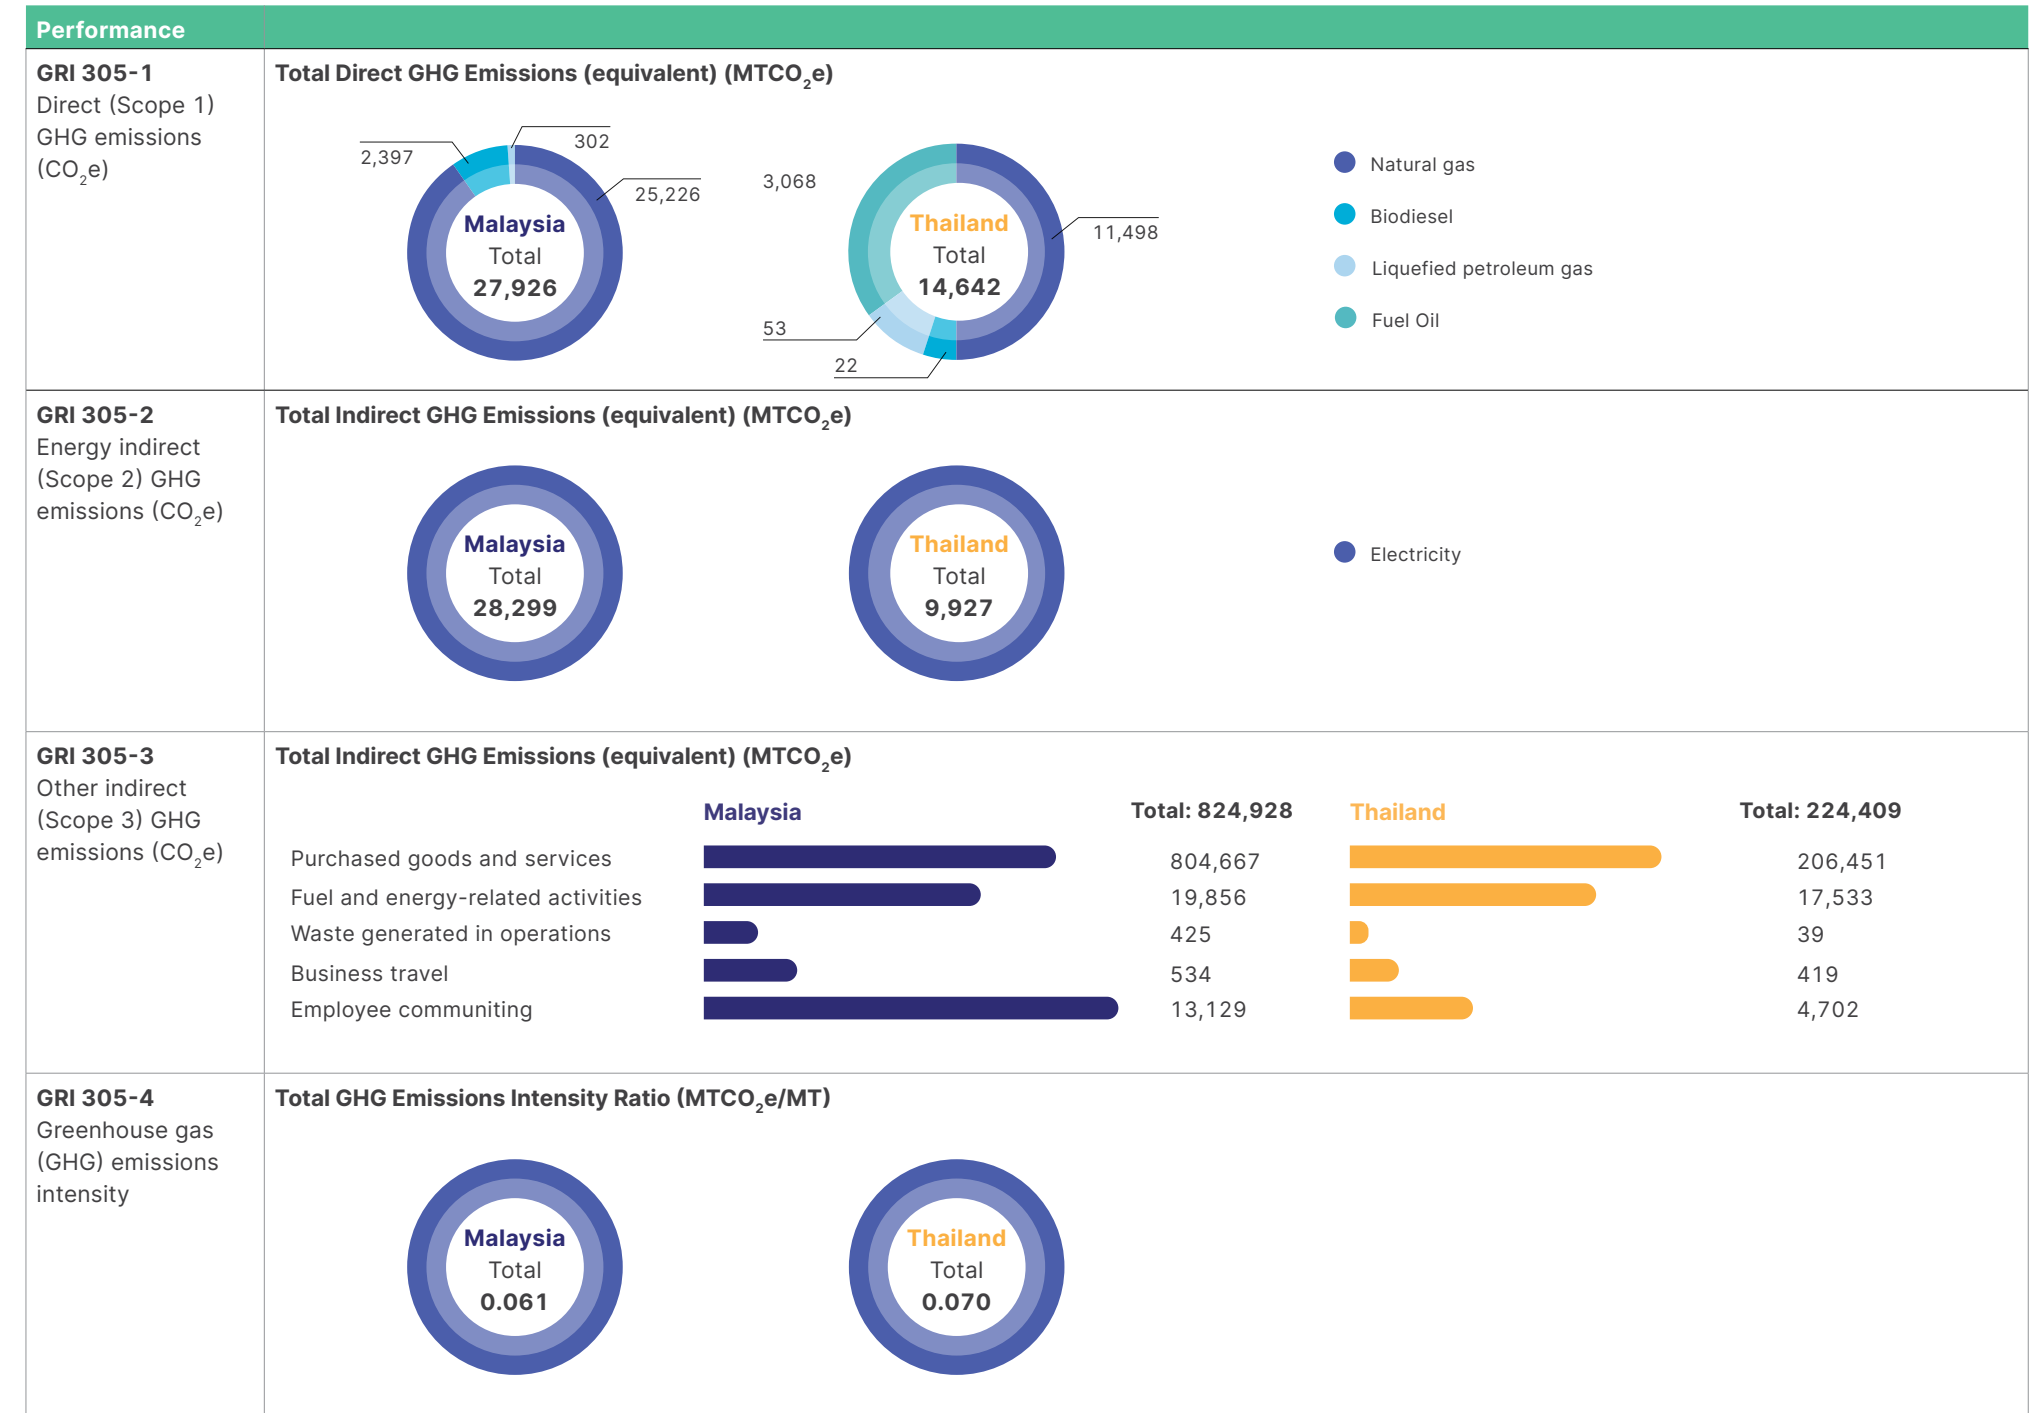 Performance
GRI 305-1
Direct (Scope 1)
GHG emissions
(CO₂e)
Total Direct GHG Emissions (equivalent) (MTCO₂e)
2,397
302
25,226
Malaysia
Total
27,926
3,068
11,498
53
22
Thailand
Total
14,642
Natural gas
Biodiesel
Liquefied petroleum gas
Fuel Oil
GRI 305-2
Energy indirect
(Scope 2) GHG
emissions (CO₂e)
Total Indirect GHG Emissions (equivalent) (MTCO₂e)
Malaysia
Total
28,299
Thailand
Total
9,927
Electricity
GRI 305-3
Other indirect
(Scope 3) GHG
emissions (CO₂e)
Total Indirect GHG Emissions (equivalent) (MTCO₂e)
Malaysia Total: 824,928 Thailand Total: 224,409
Purchased goods and services 804,667 206,451
Fuel and energy-related activities 19,856 17,533
Waste generated in operations 425 39
Business travel 534 419
Employee communiting 13,129 4,702
GRI 305-4
Greenhouse gas
(GHG) emissions
intensity
Total GHG Emissions Intensity Ratio (MTCO₂e/MT)
Malaysia
Total
0.061
Thailand
Total
0.070